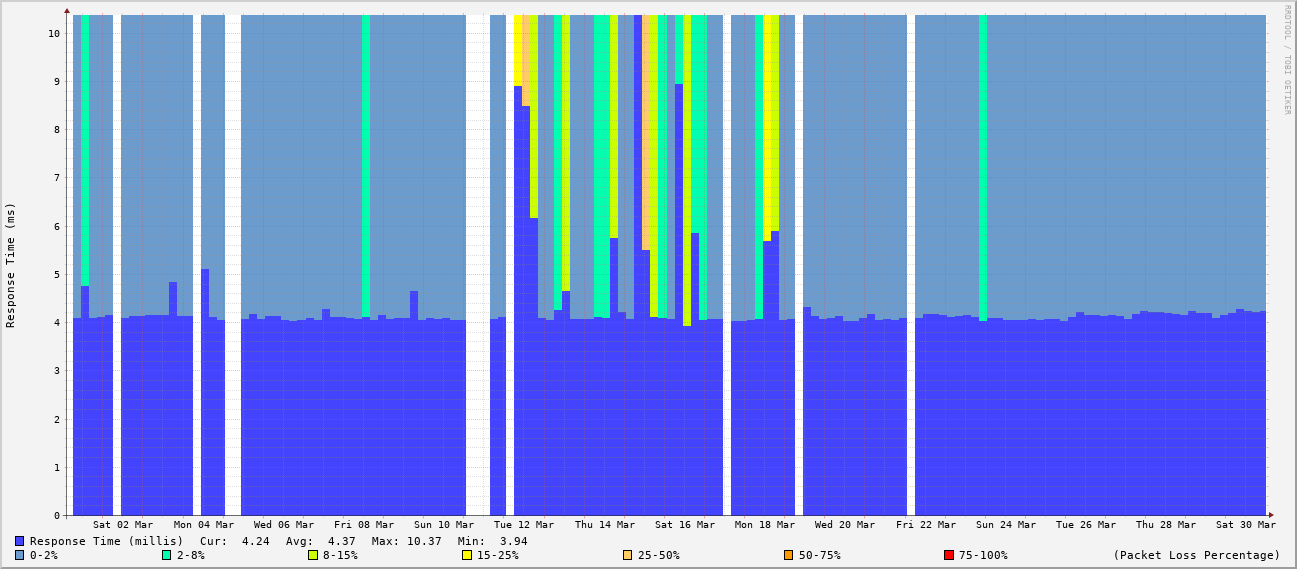 RRDTOOL / TOBI OETIKER
Response Time (ms)
10
9
8
7
6
5
4
3
2
1
0
Sat 02 Mar Mon 04 Mar Wed 06 Mar Fri 08 Mar Sun 10 Mar Tue 12 Mar Thu 14 Mar Sat 16 Mar Mon 18 Mar Wed 20 Mar Fri 22 Mar Sun 24 Mar Tue 26 Mar Thu 28 Mar Sat 30 Mar
Response Time (millis) Cur: 4.24 Avg: 4.37 Max: 10.37 Min: 3.94
0-2% 2-8% 8-15% 15-25% 25-50% 50-75% 75-100% (Packet Loss Percentage)